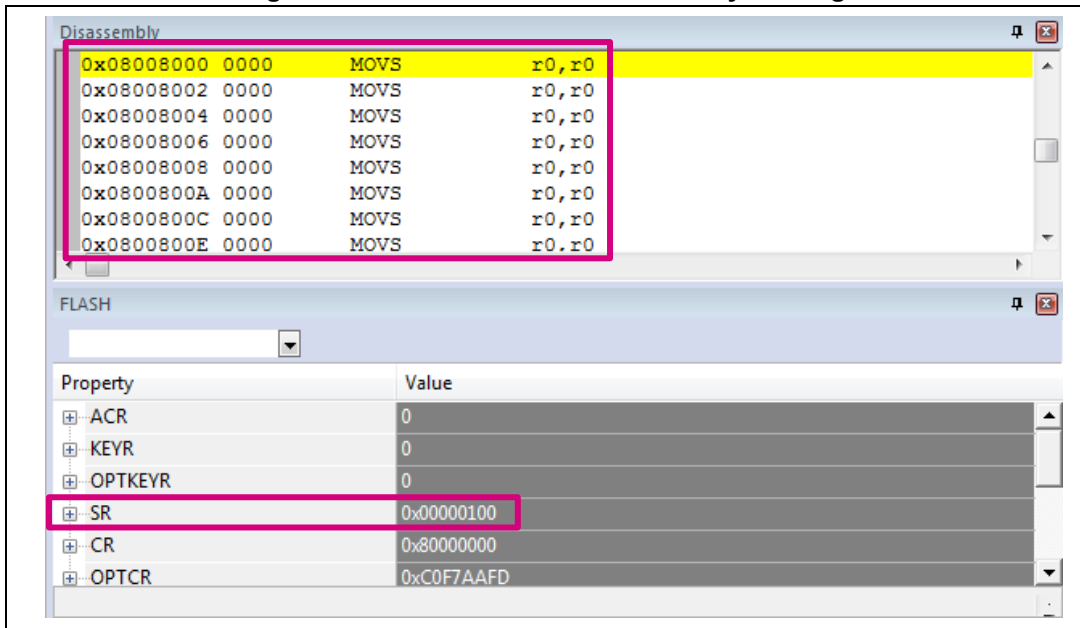 Disassembly
0x08008000 0000 MOVS r0,r0
0x08008002 0000 MOVS r0,r0
0x08008004 0000 MOVS r0,r0
0x08008006 0000 MOVS r0,r0
0x08008008 0000 MOVS r0,r0
0x0800800A 0000 MOVS r0,r0
0x0800800C 0000 MOVS r0,r0
0x0800800E 0000 MOVS r0,r0
FLASH
Property Value
ACR 0
KEYR 0
OPTKEYR 0
SR 0x00000100
CR 0x80000000
OPTCR 0xC0F7AAFD